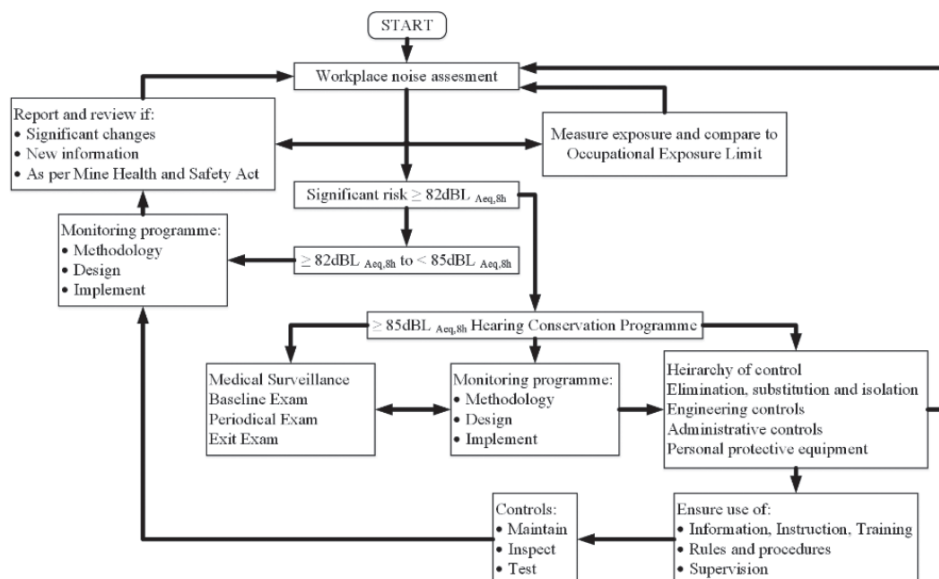 START
Workplace noise assesment
Report and review if:
• Significant changes
• New information
• As per Mine Health and Safety Act
Measure exposure and compare to
Occupational Exposure Limit
Significant risk ≥ 82dBL Aeq,8h
Monitoring programme:
• Methodology
• Design
• Implement
≥ 82dBL Aeq,8h to < 85dBL Aeq,8h
≥ 85dBL Aeq,8h Hearing Conservation Programme
Medical Surveillance
Baseline Exam
Periodical Exam
Exit Exam
Monitoring programme:
• Methodology
• Design
• Implement
Heirarchy of control
Elimination, substitution and isolation
Engineering controls
Administrative controls
Personal protective equipment
Controls:
• Maintain
• Inspect
• Test
Ensure use of:
• Information, Instruction, Training
• Rules and procedures
• Supervision